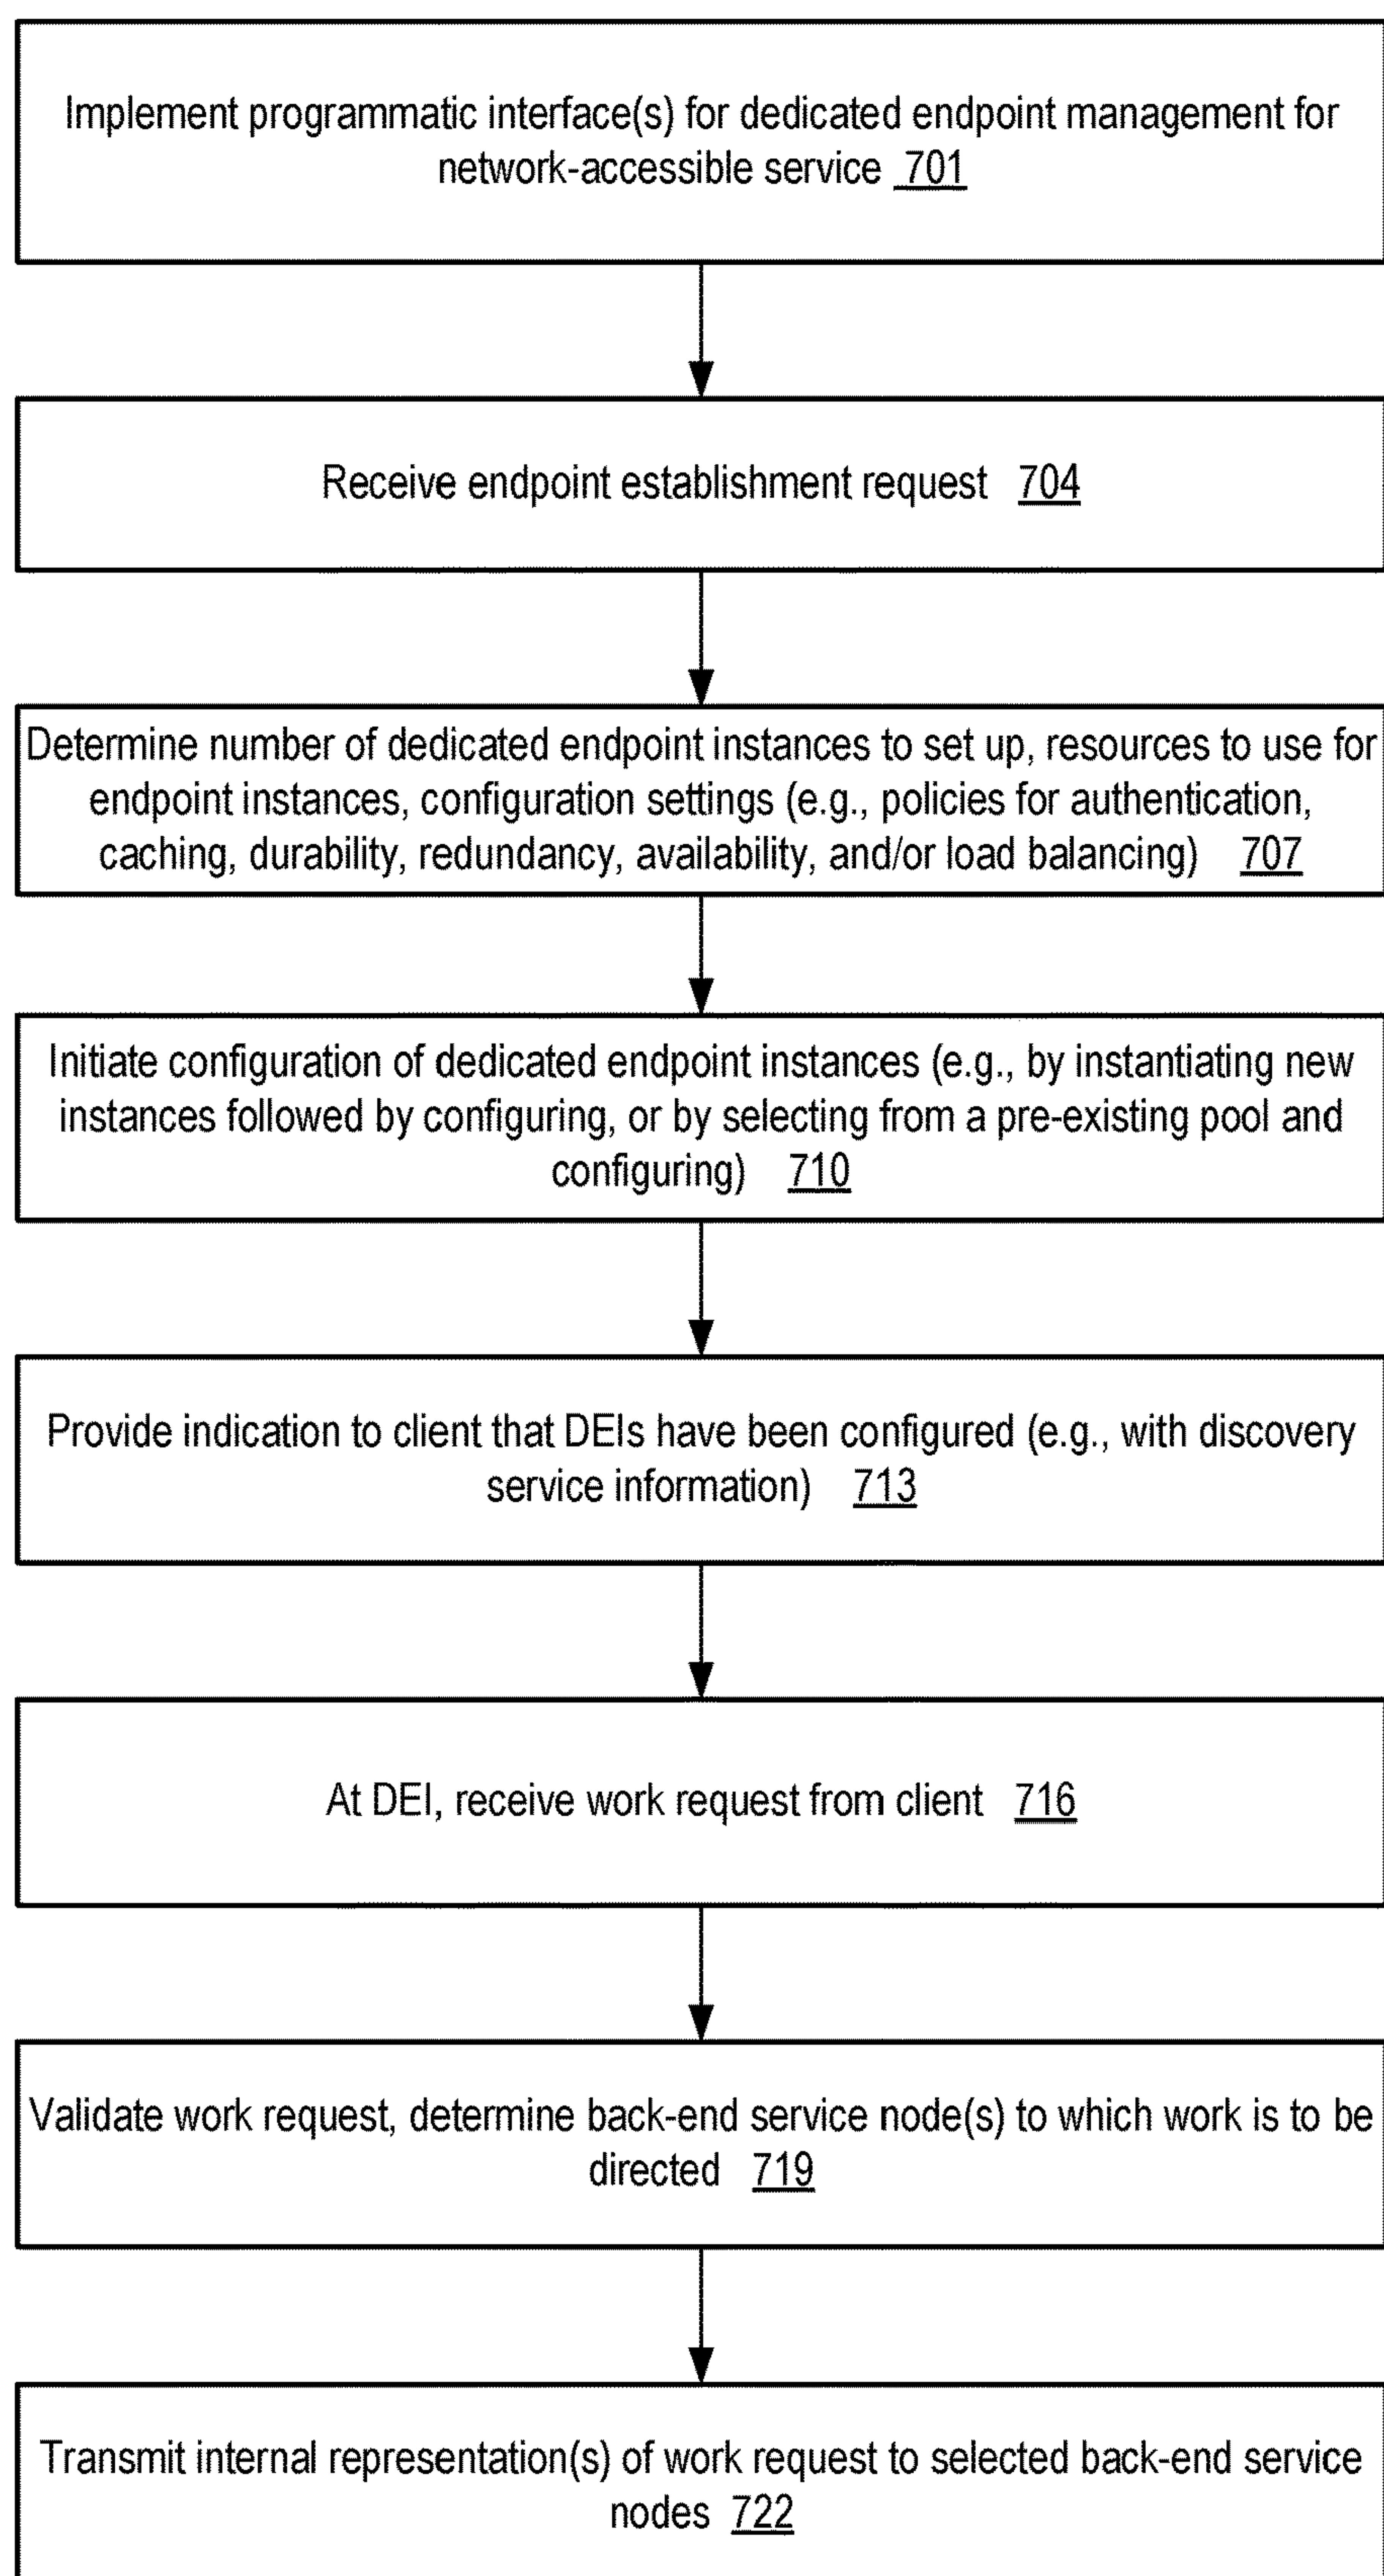 Implement programmatic interface(s) for dedicated endpoint management for
network-accessible service 701
Receive endpoint establishment request 704
Determine number of dedicated endpoint instances to set up, resources to use for
endpoint instances, configuration settings (e.g., policies for authentication,
caching, durability, redundancy, availability, and/or load balancing) 707
Initiate configuration of dedicated endpoint instances (e.g., by instantiating new
instances followed by configuring, or by selecting from a pre-existing pool and
configuring) 710
Provide indication to client that DEIs have been configured (e.g., with discovery
service information) 713
At DEI, receive work request from client 716
Validate work request, determine back-end service node(s) to which work is to be
directed 719
Transmit internal representation(s) of work request to selected back-end service
nodes 722